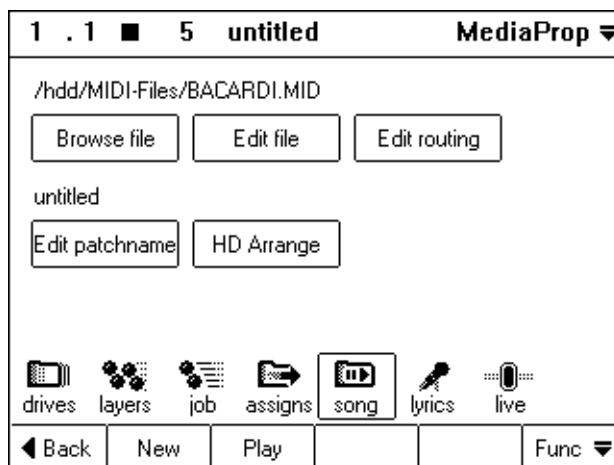 1 .1 ■ 5 untitled MediaProp
/hdd/MIDI-Files/BACARDI.MID
Browse file Edit file Edit routing
untitled
Edit patchname HD Arrange
drives layers job assigns song lyrics live
Back New Play Func